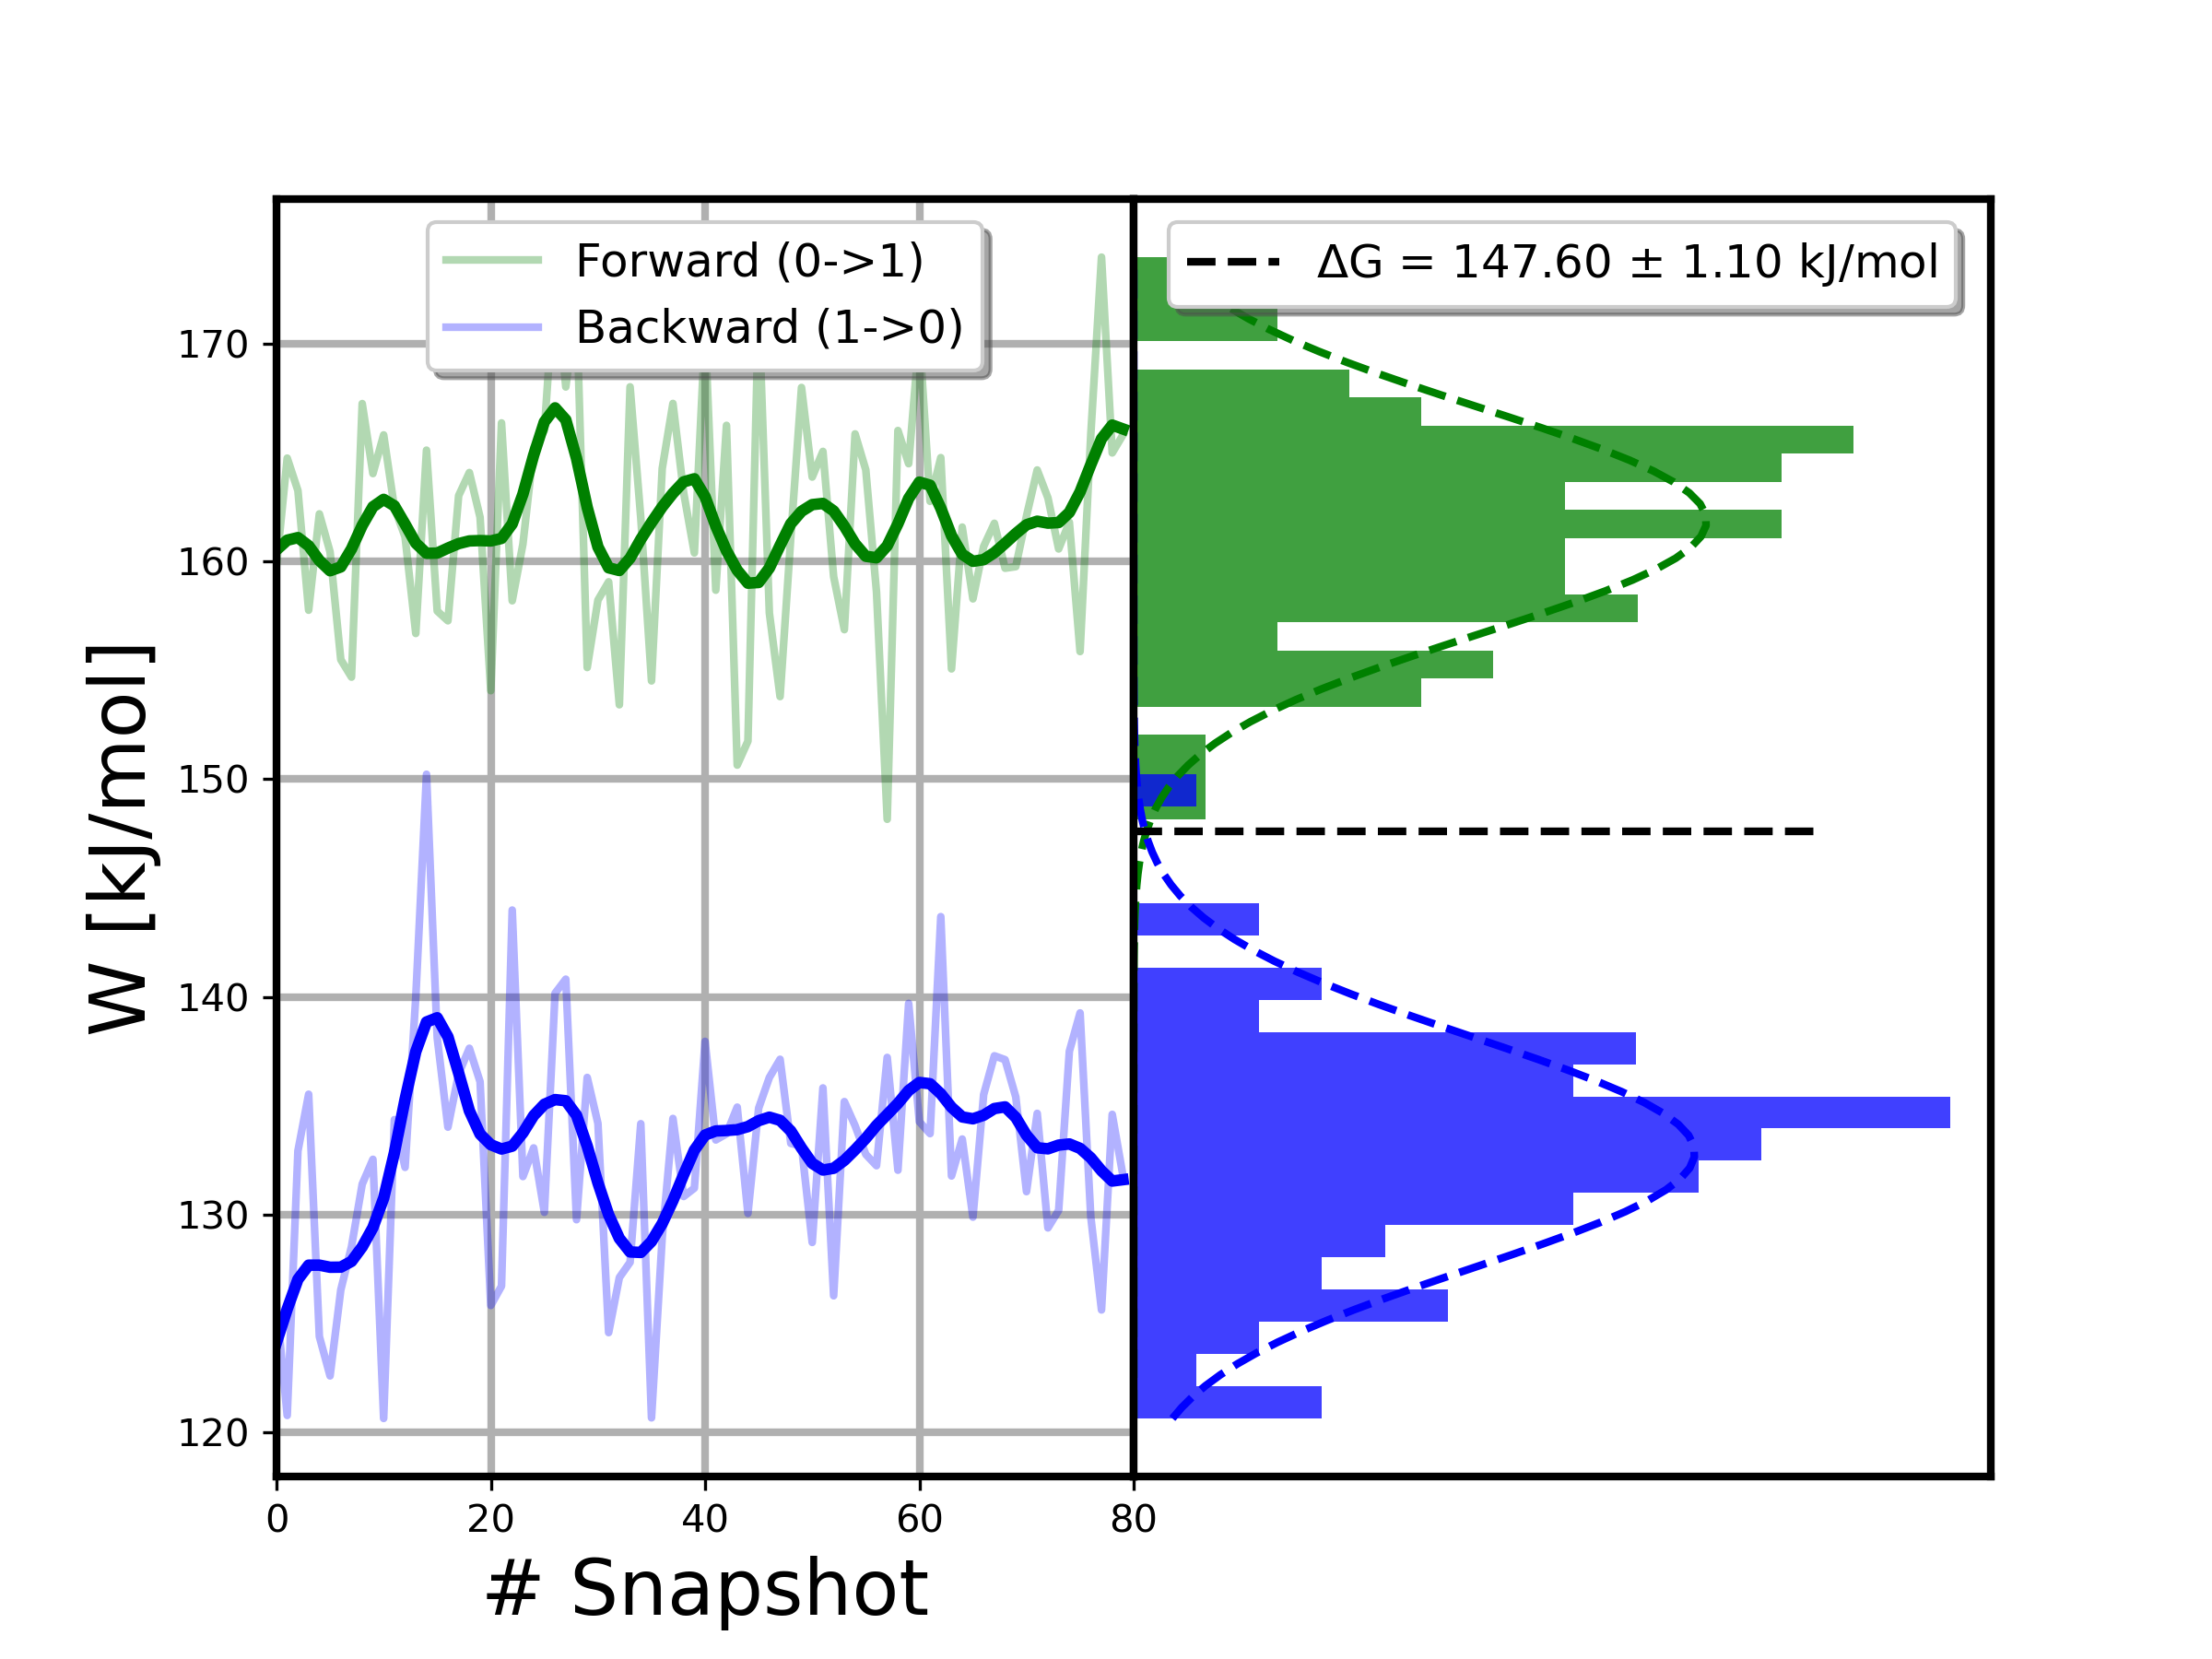 Forward (0->1)
Backward (1->0)
ΔG = 147.60 ± 1.10 kJ/mol
W [kJ/mol]
170
160
150
140
130
120
0 20 40 60 80
# Snapshot